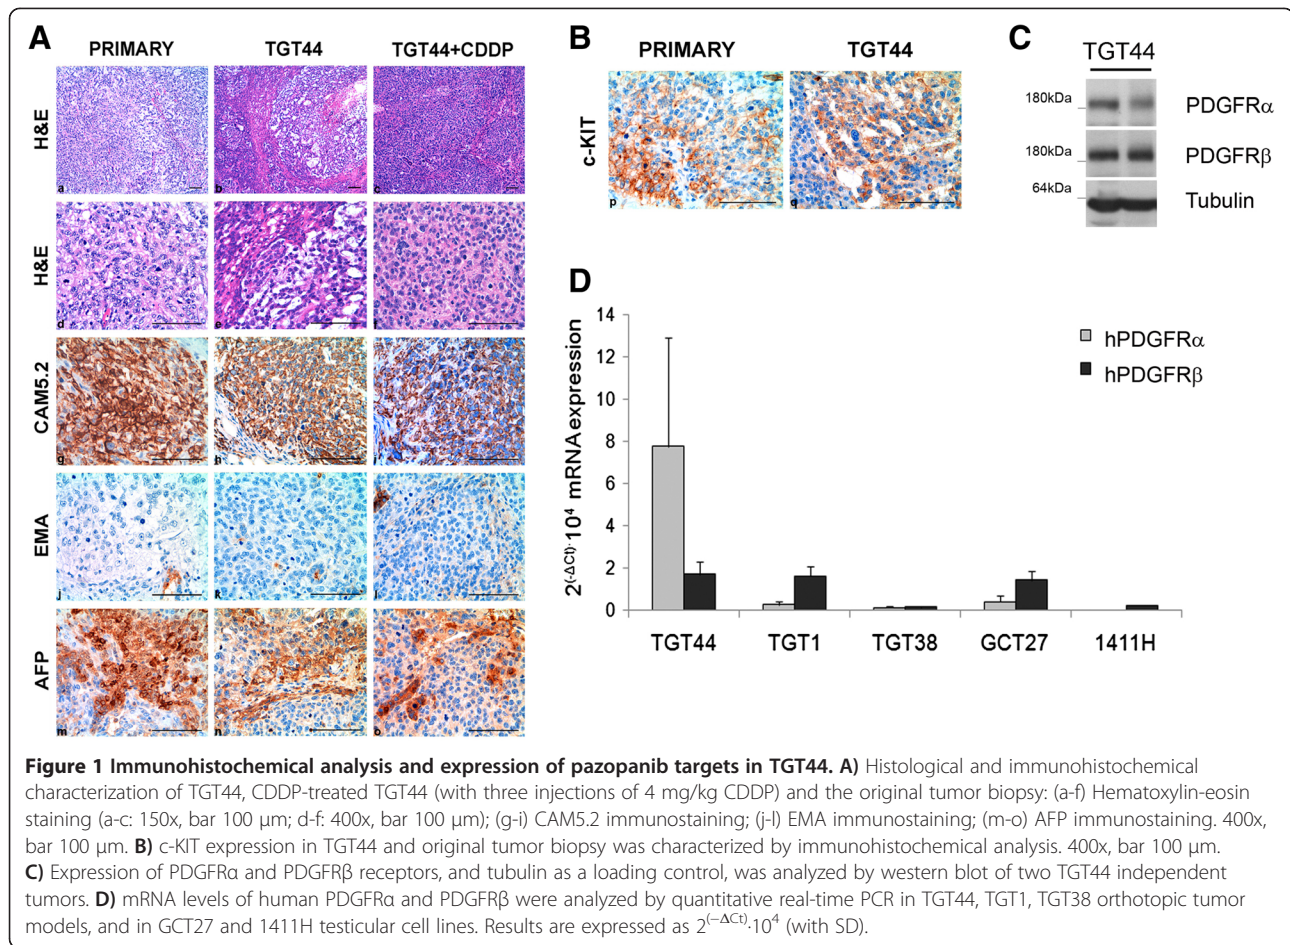 A
PRIMARY TGT44 TGT44+CDDP
H&E
a b c
H&E
d e f
CAM5.2
g h i
EMA
j k l
AFP
m n o
B
PRIMARY TGT44
c-KIT
p q
C
TGT44
180kDa PDGFRα
180kDa PDGFRβ
64kDa Tubulin
D
2(-ΔCt)·10⁴ mRNA expression
14
12
10
8
6
4
2
0
hPDGFRα
hPDGFRβ
TGT44 TGT1 TGT38 GCT27 1411H
Figure 1 Immunohistochemical analysis and expression of pazopanib targets in TGT44. A) Histological and immunohistochemical
characterization of TGT44, CDDP-treated TGT44 (with three injections of 4 mg/kg CDDP) and the original tumor biopsy: (a-f) Hematoxylin-eosin
staining (a-c: 150x, bar 100 μm; d-f: 400x, bar 100 μm); (g-i) CAM5.2 immunostaining; (j-l) EMA immunostaining; (m-o) AFP immunostaining. 400x,
bar 100 μm. B) c-KIT expression in TGT44 and original tumor biopsy was characterized by immunohistochemical analysis. 400x, bar 100 μm.
C) Expression of PDGFRα and PDGFRβ receptors, and tubulin as a loading control, was analyzed by western blot of two TGT44 independent
tumors. D) mRNA levels of human PDGFRα and PDGFRβ were analyzed by quantitative real-time PCR in TGT44, TGT1, TGT38 orthotopic tumor
models, and in GCT27 and 1411H testicular cell lines. Results are expressed as 2(−ΔCt)·10⁴ (with SD).